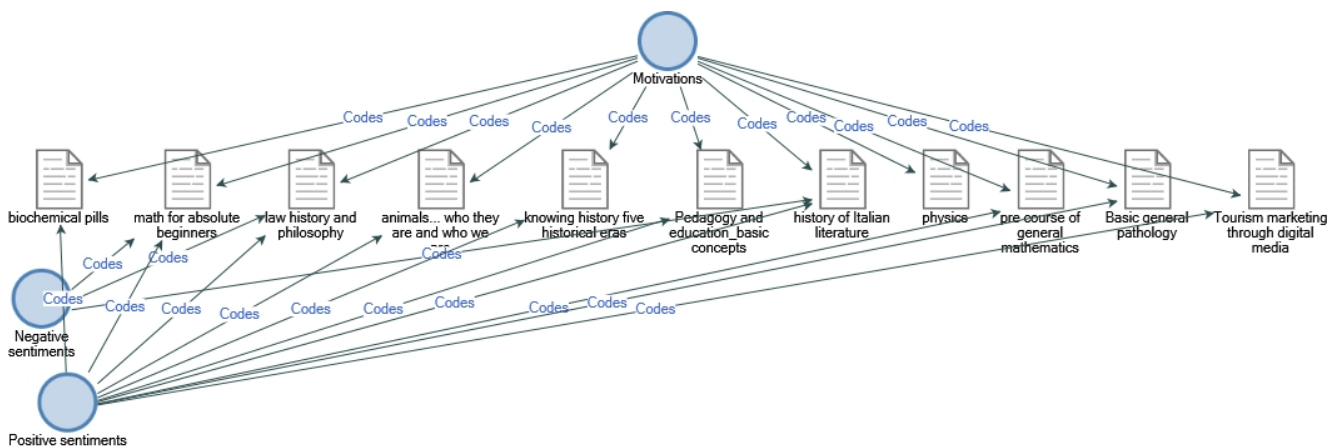 Motivations
Codes Codes Codes Codes Codes Codes Codes Codes Codes Codes Codes
biochemical pills
math for absolute
beginners
law history and
philosophy
animals... who they
are and who we
knowing history five
historical eras
Pedagogy and
education_basic
concepts
history of Italian
literature
physics
pre course of
general
mathematics
Basic general
pathology
Tourism marketing
through digital
media
Codes Codes Codes
Codes Codes Codes Codes Codes Codes Codes Codes Codes Codes
Negative
sentiments
Positive sentiments